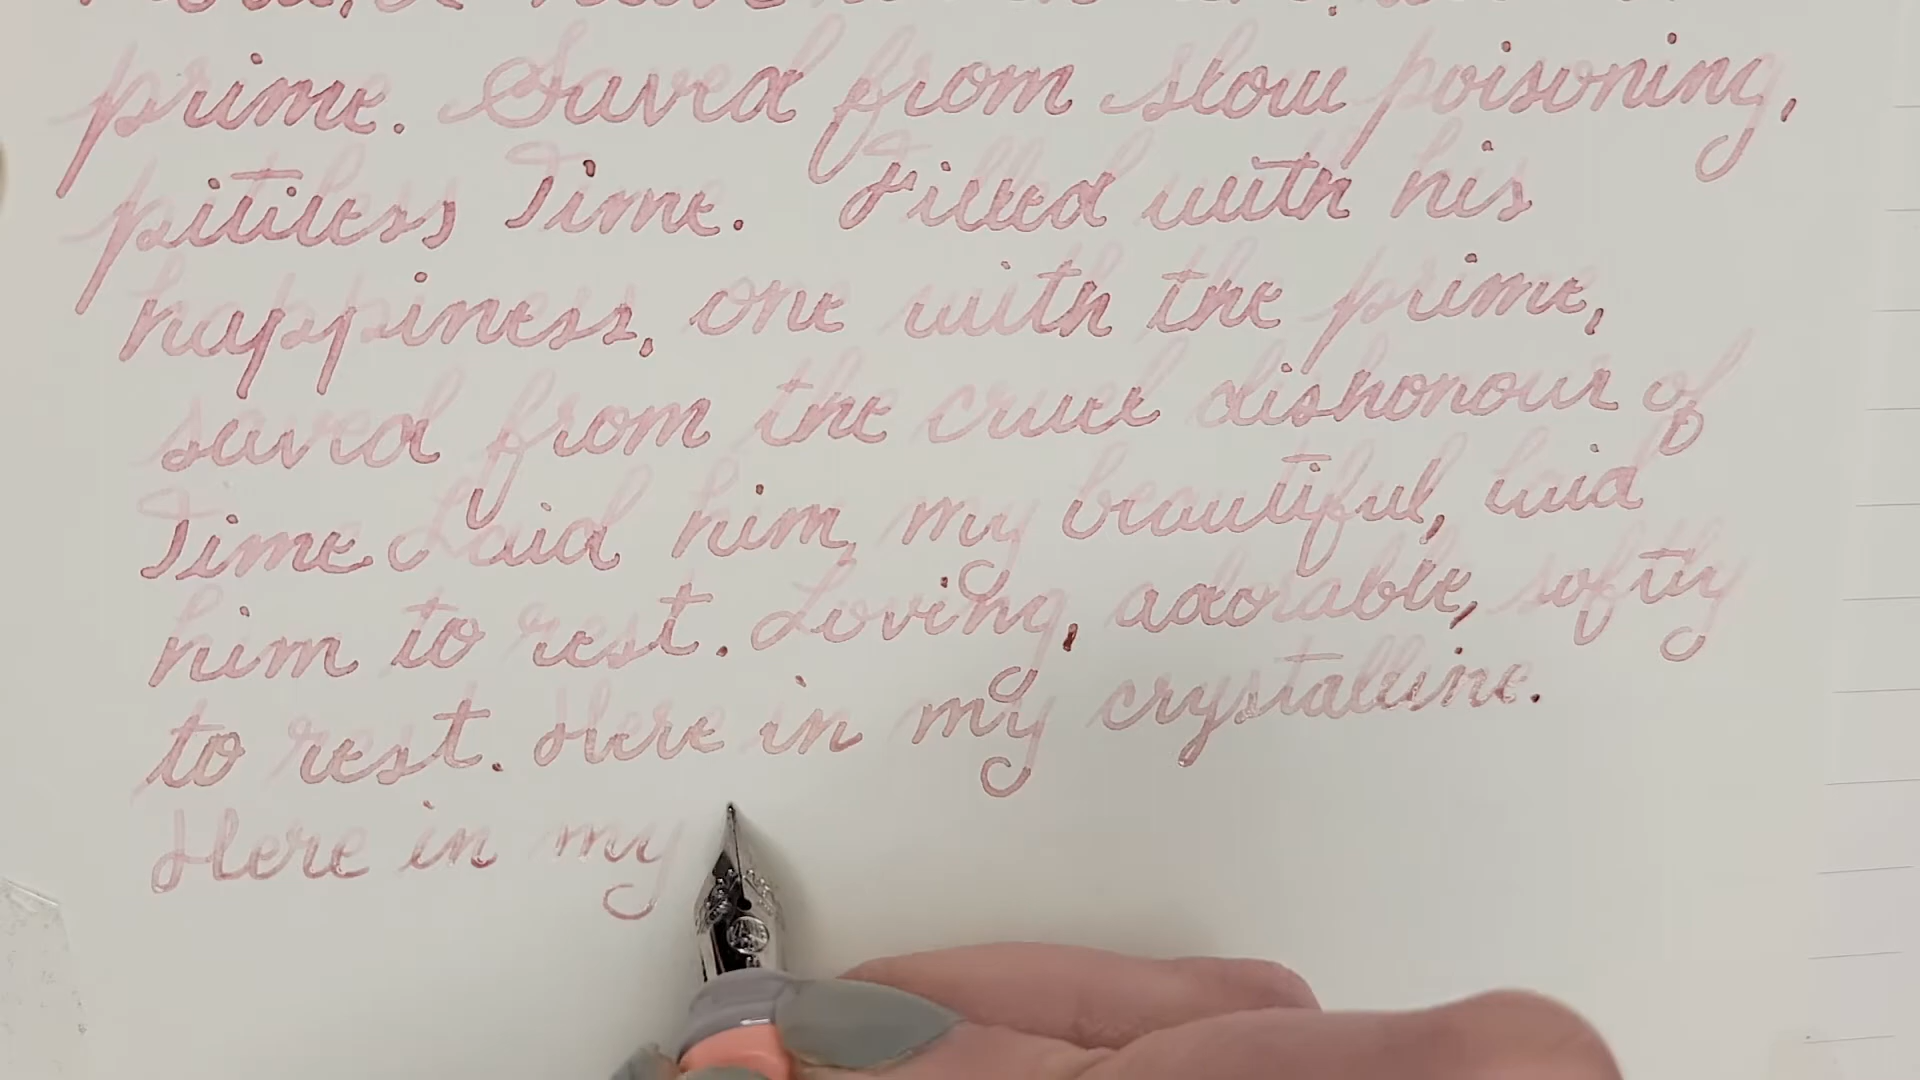 prime. Saved from slow poisoning,
pitiless Time. Filled with his
happiness, one with the prime,
saved from the cruel dishonour of
Time. Laid him, my beautiful, laid
him to rest. Loving, adorable, softly
to rest. Here in my crystalline.
Here in my